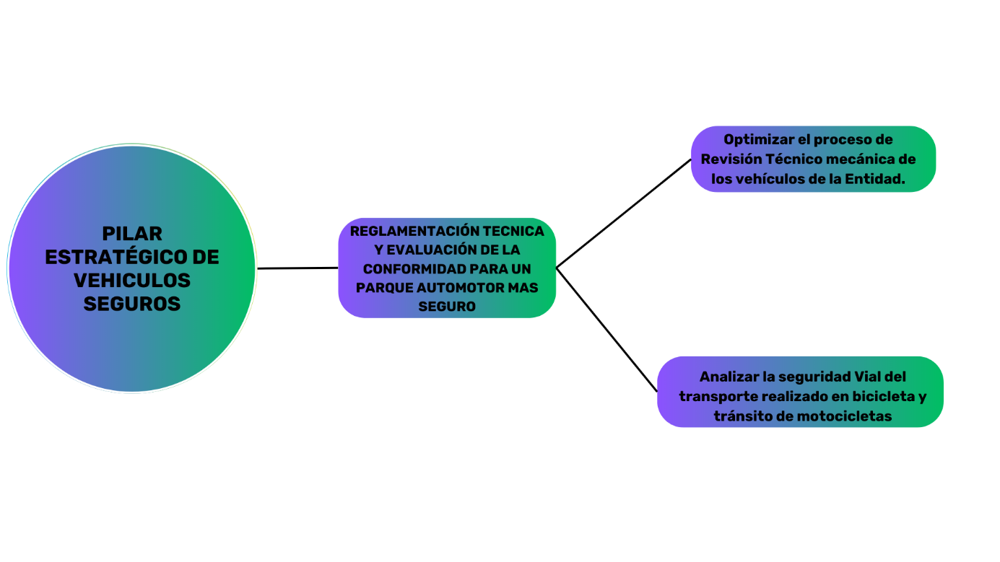 PILAR
ESTRATÉGICO DE
VEHICULOS
SEGUROS
REGLAMENTACIÓN TECNICA
Y EVALUACIÓN DE LA
CONFORMIDAD PARA UN
PARQUE AUTOMOTOR MAS
SEGURO
Optimizar el proceso de
Revisión Técnico mecánica de
los vehículos de la Entidad.
Analizar la seguridad Vial del
transporte realizado en bicicleta y
tránsito de motocicletas